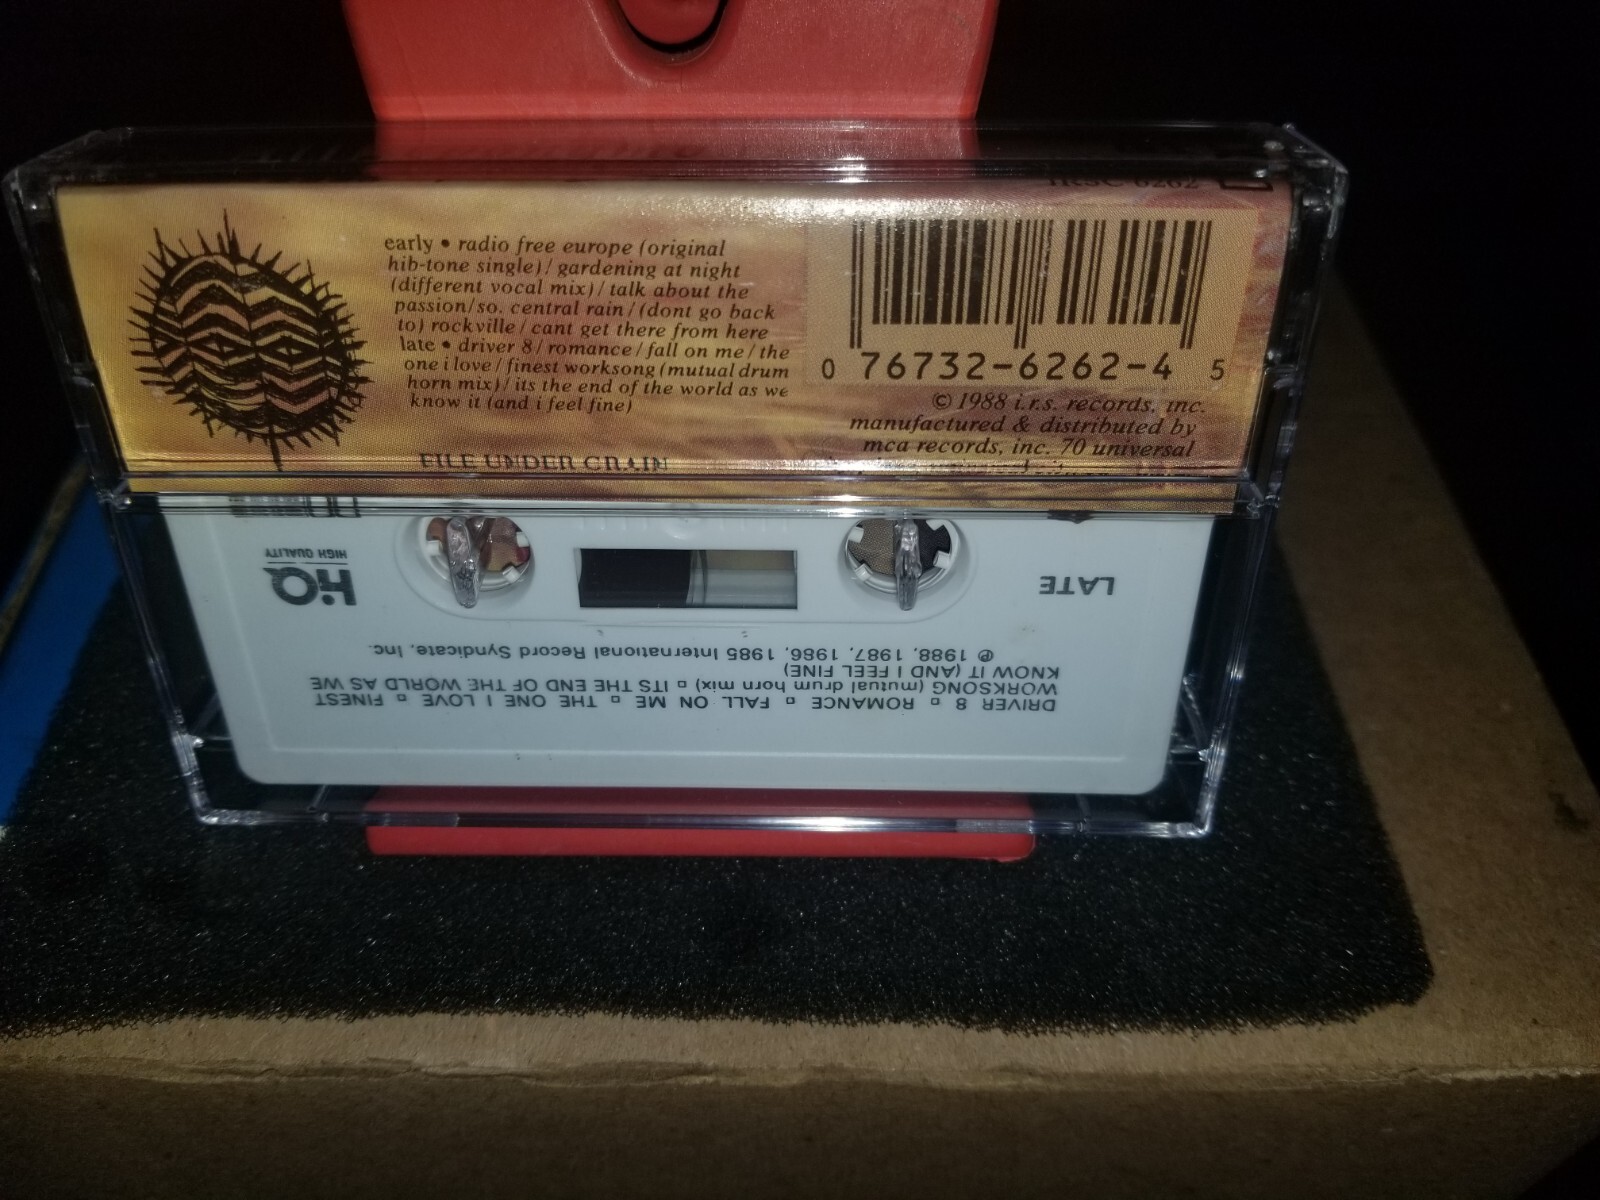 IRSC-6262
early • radio free europe (original
hib-tone single) / gardening at night
(different vocal mix) / talk about the
passion / so. central rain / (dont go back
to) rockville / cant get there from here
late • driver 8 / romance / fall on me / the
one i love / finest worksong (mutual drum
horn mix) / its the end of the world as we
know it (and i feel fine)
FILE UNDER GRAIN
0 76732-6262-4 5
© 1988 i.r.s. records, inc.
manufactured & distributed by
mca records, inc. 70 universal
LATE
HQ
HIGH QUALITY
℗ 1988, 1987, 1986, 1985 International Record Syndicate, Inc.
DRIVER 8 ▫ ROMANCE ▫ FALL ON ME ▫ THE ONE I LOVE ▫ FINEST
WORKSONG (mutual drum horn mix) ▫ ITS THE END OF THE WORLD AS WE
KNOW IT (AND I FEEL FINE)